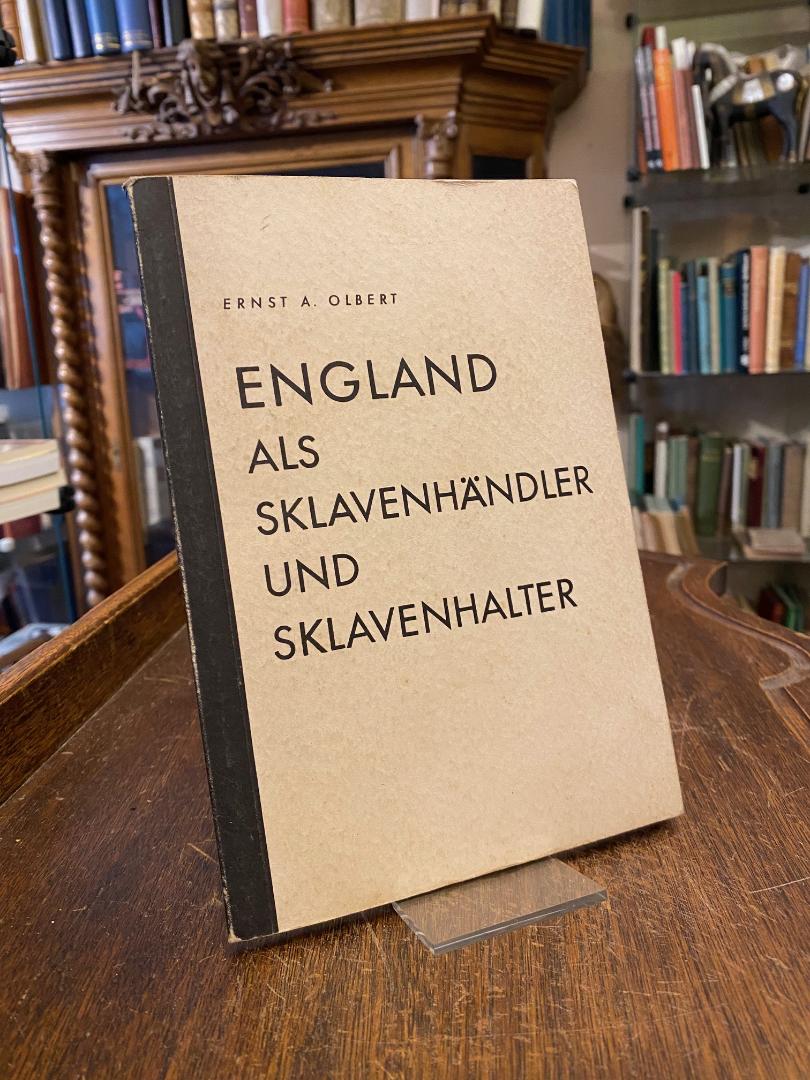 ERNST A. OLBERT
ENGLAND
ALS
SKLAVENHÄNDLER
UND
SKLAVENHALTER